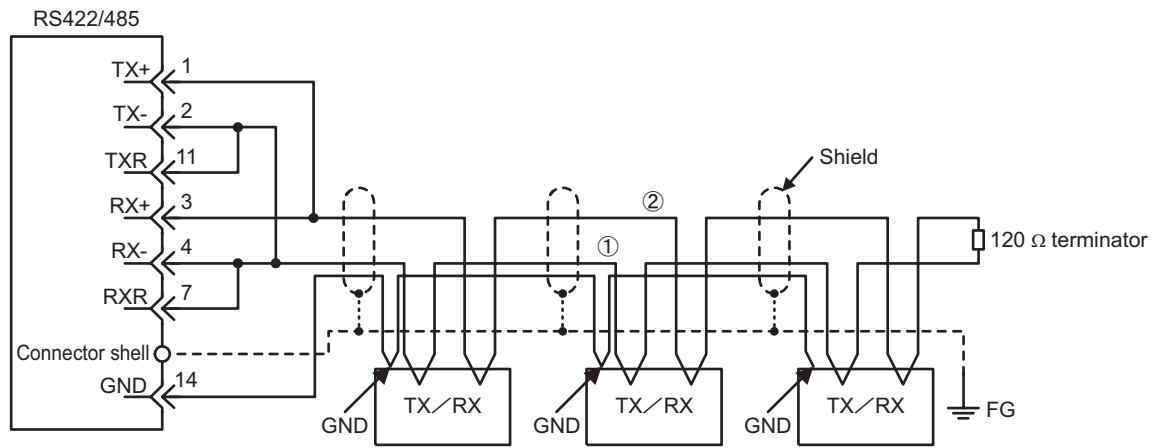 RS422/485
TX+ 1
TX- 2
TXR 11
Shield
RX+ 3
②
RX- 4
①
120 Ω terminator
RXR 7
Connector shell
GND 14
TX／RX
TX／RX
TX／RX
FG
GND
GND
GND